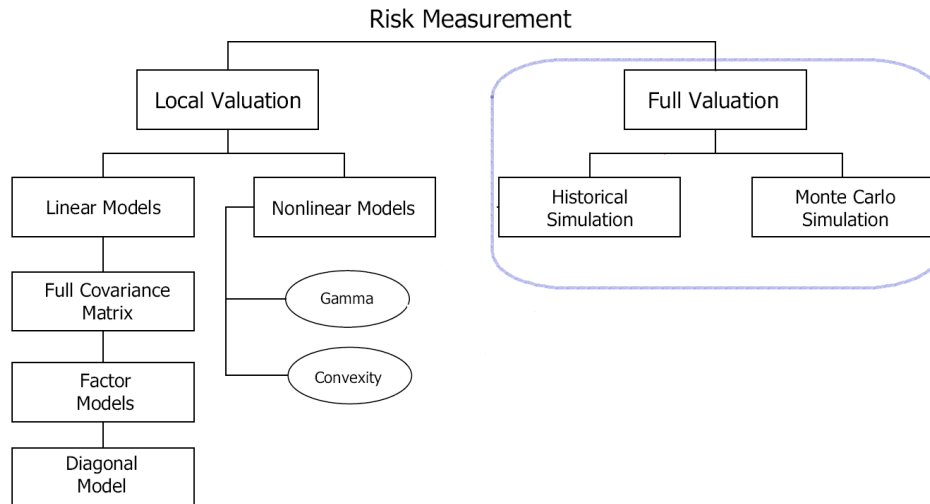 Risk Measurement
Local Valuation
Full Valuation
Linear Models
Nonlinear Models
Historical
Simulation
Monte Carlo
Simulation
Full Covariance
Matrix
Gamma
Factor
Models
Convexity
Diagonal
Model